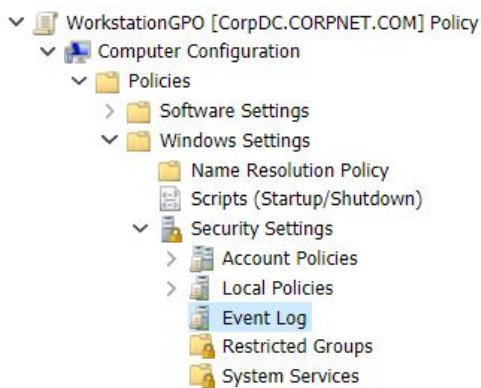 WorkstationGPO [CorpDC.CORPNET.COM] Policy
Computer Configuration
Policies
Software Settings
Windows Settings
Name Resolution Policy
Scripts (Startup/Shutdown)
Security Settings
Account Policies
Local Policies
Event Log
Restricted Groups
System Services